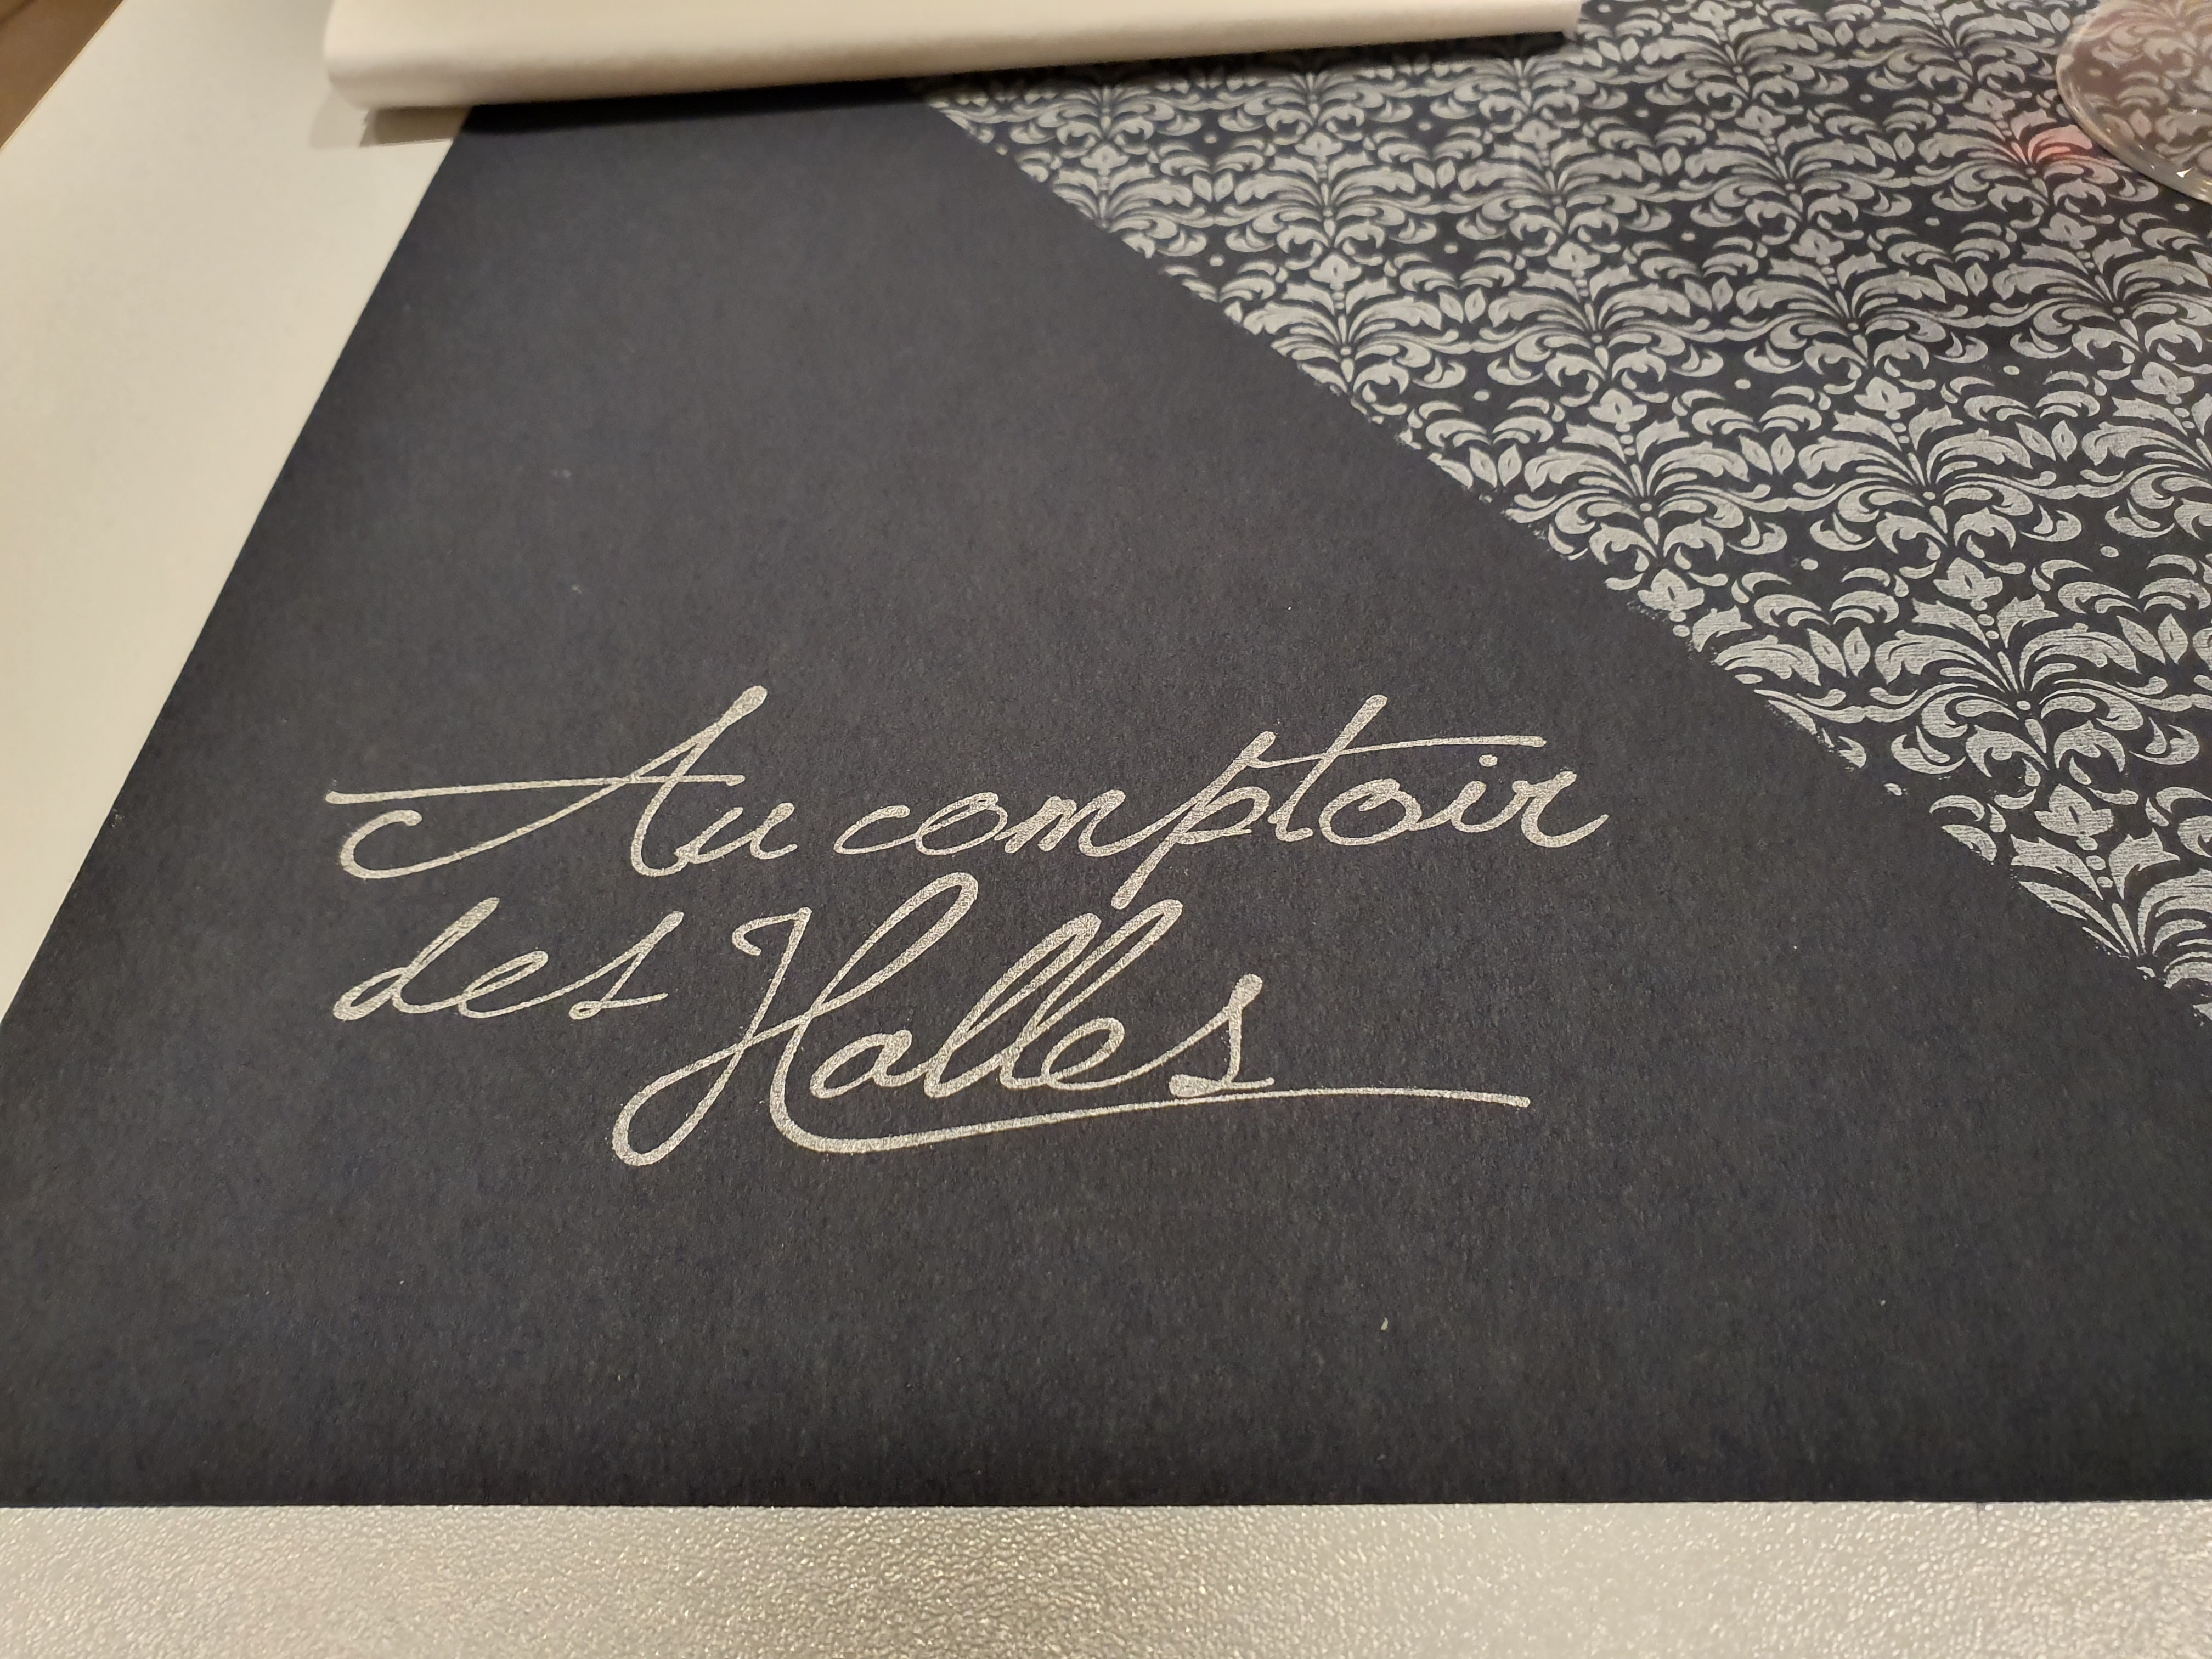 Au comptoir
des Halles